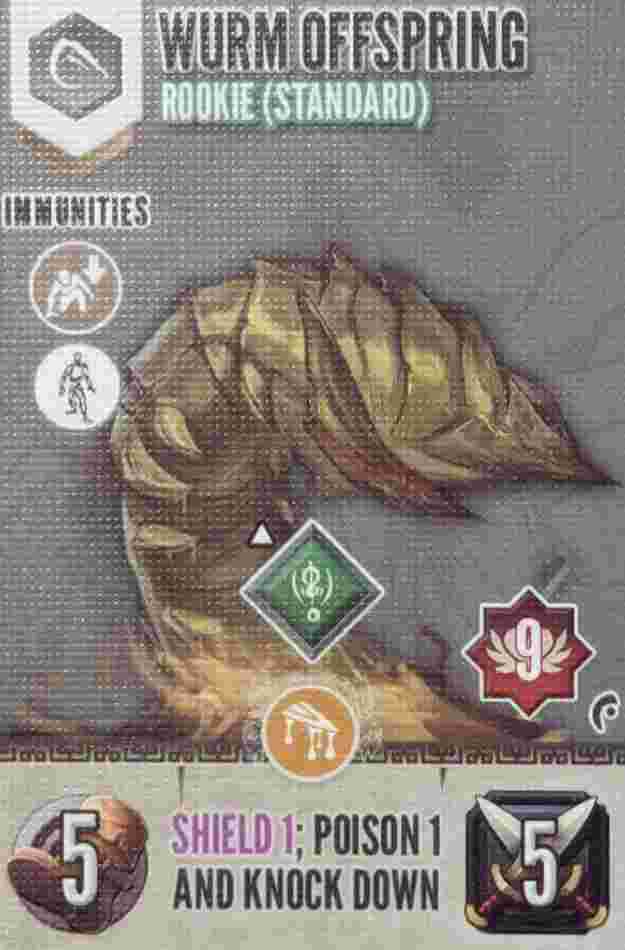 WURM OFFSPRING
ROOKIE (STANDARD)
IMMUNITIES
9
5
SHIELD 1; POISON 1
AND KNOCK DOWN
5